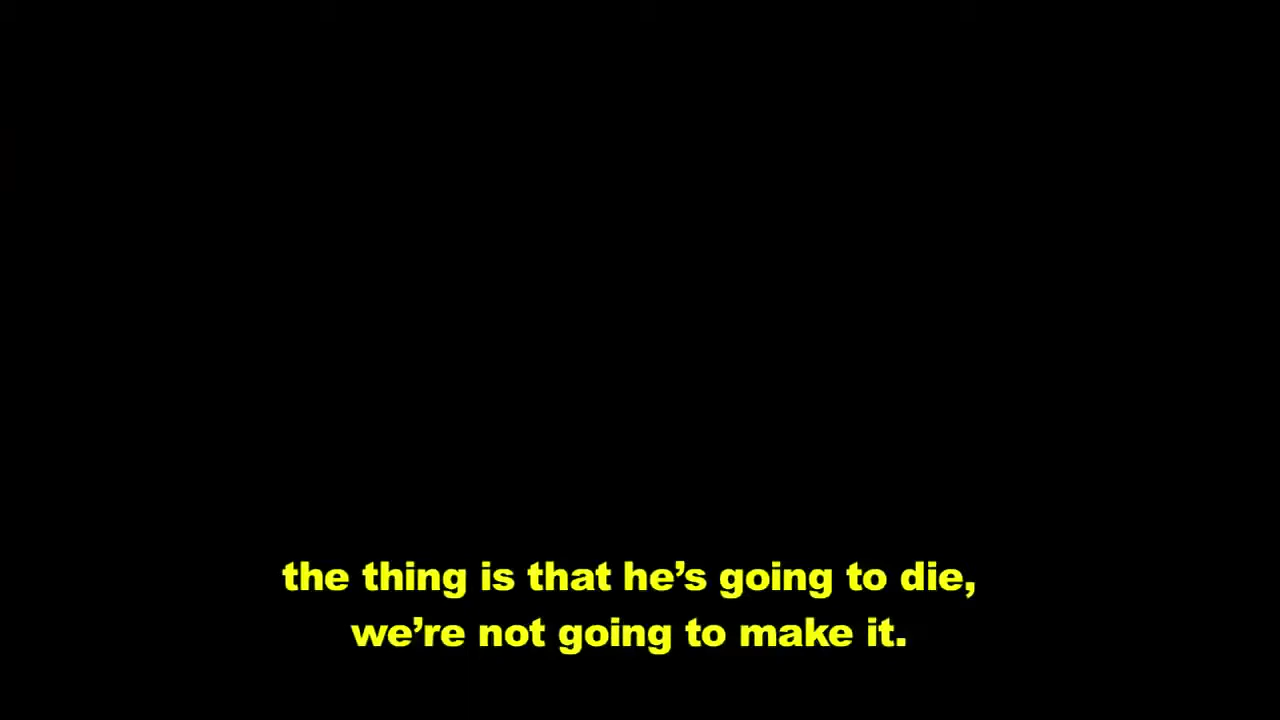 the thing is that he’s going to die,
we’re not going to make it.